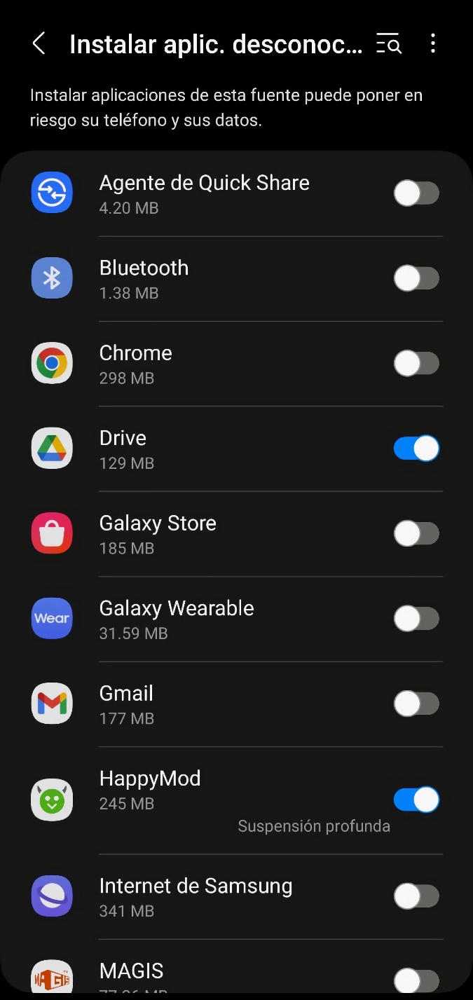 Instalar aplic. desconoc...
Instalar aplicaciones de esta fuente puede poner en
riesgo su teléfono y sus datos.
Agente de Quick Share
4.20 MB
Bluetooth
1.38 MB
Chrome
298 MB
Drive
129 MB
Galaxy Store
185 MB
Wear
Galaxy Wearable
31.59 MB
Gmail
177 MB
HappyMod
245 MB
Suspensión profunda
Internet de Samsung
341 MB
MAGIS
MAGIS